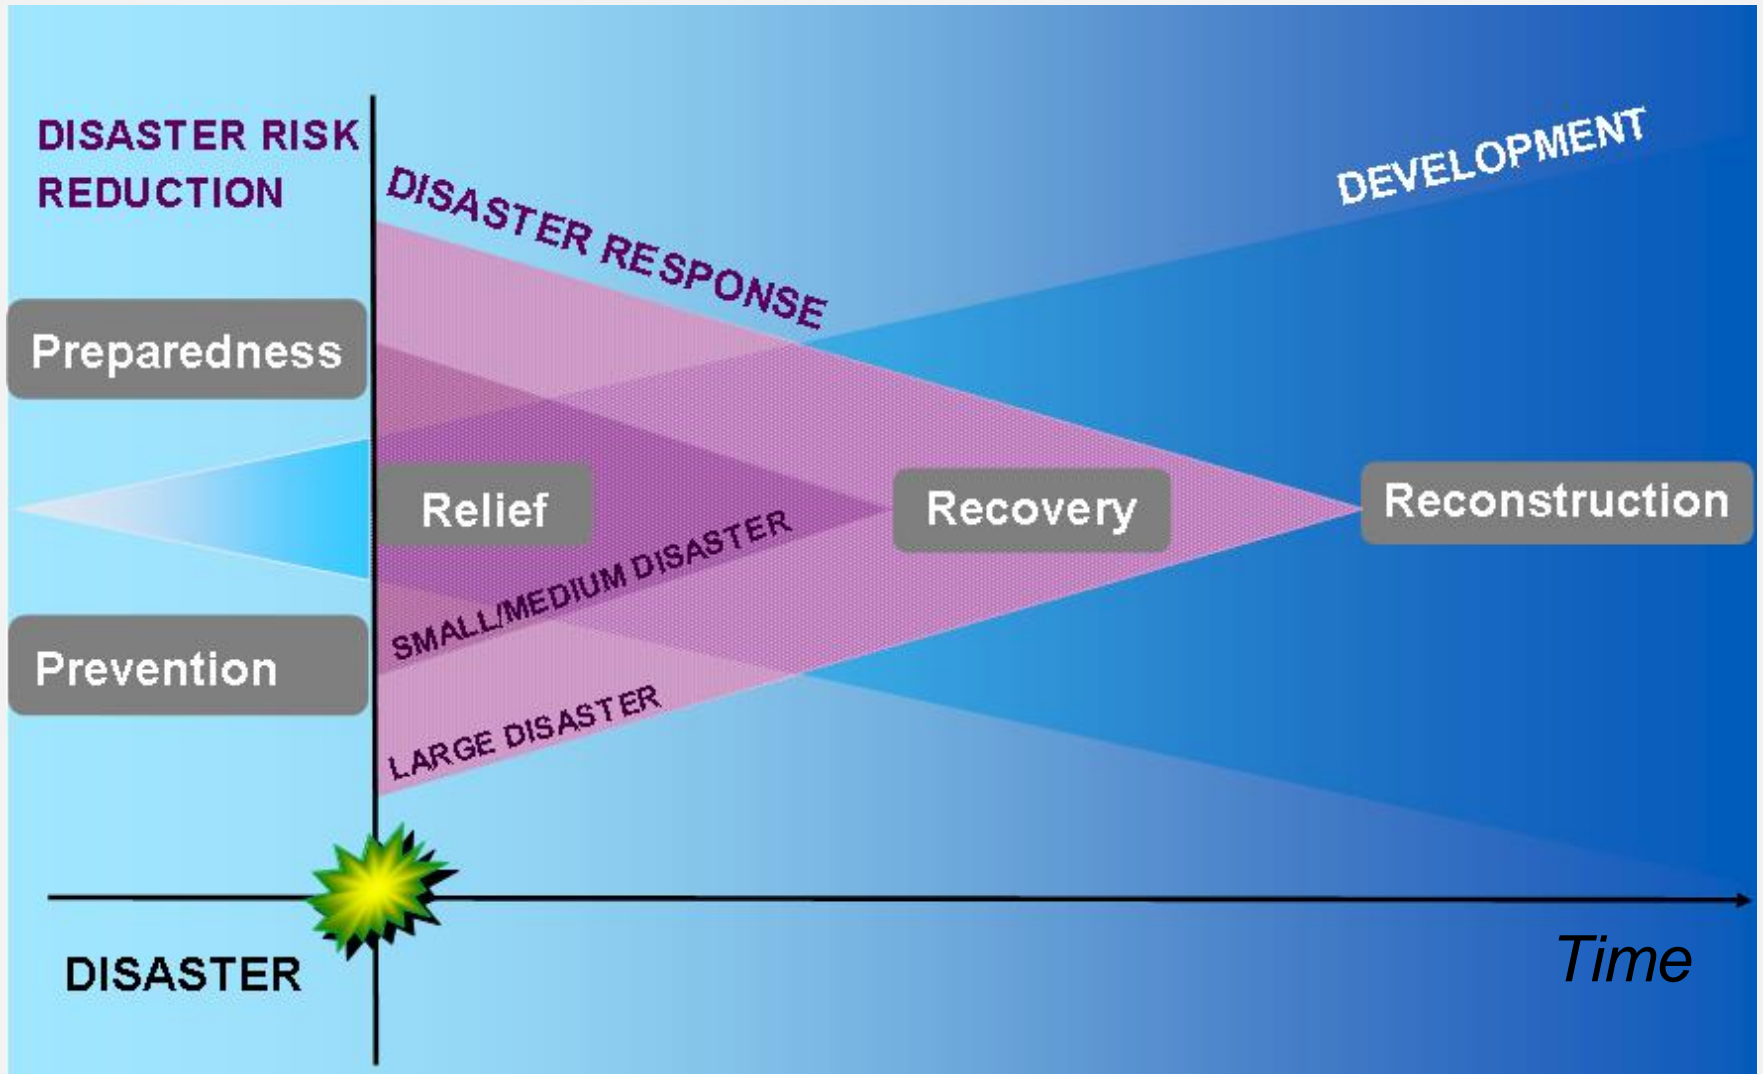 DISASTER RISK
REDUCTION
DISASTER RESPONSE
DEVELOPMENT
Preparedness
Relief
Recovery
Reconstruction
SMALL/MEDIUM DISASTER
Prevention
LARGE DISASTER
DISASTER
Time